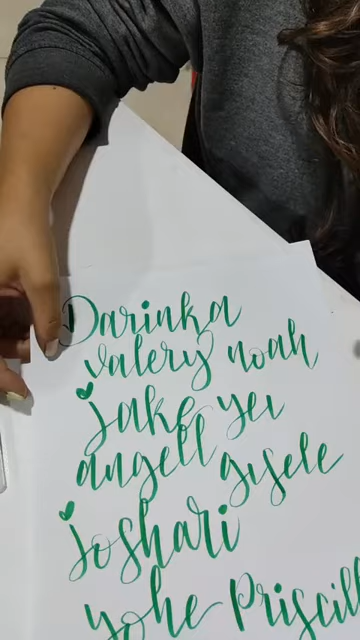 Darinka
valery noah
jake yei
angell gisele
joshari
yohe Priscill